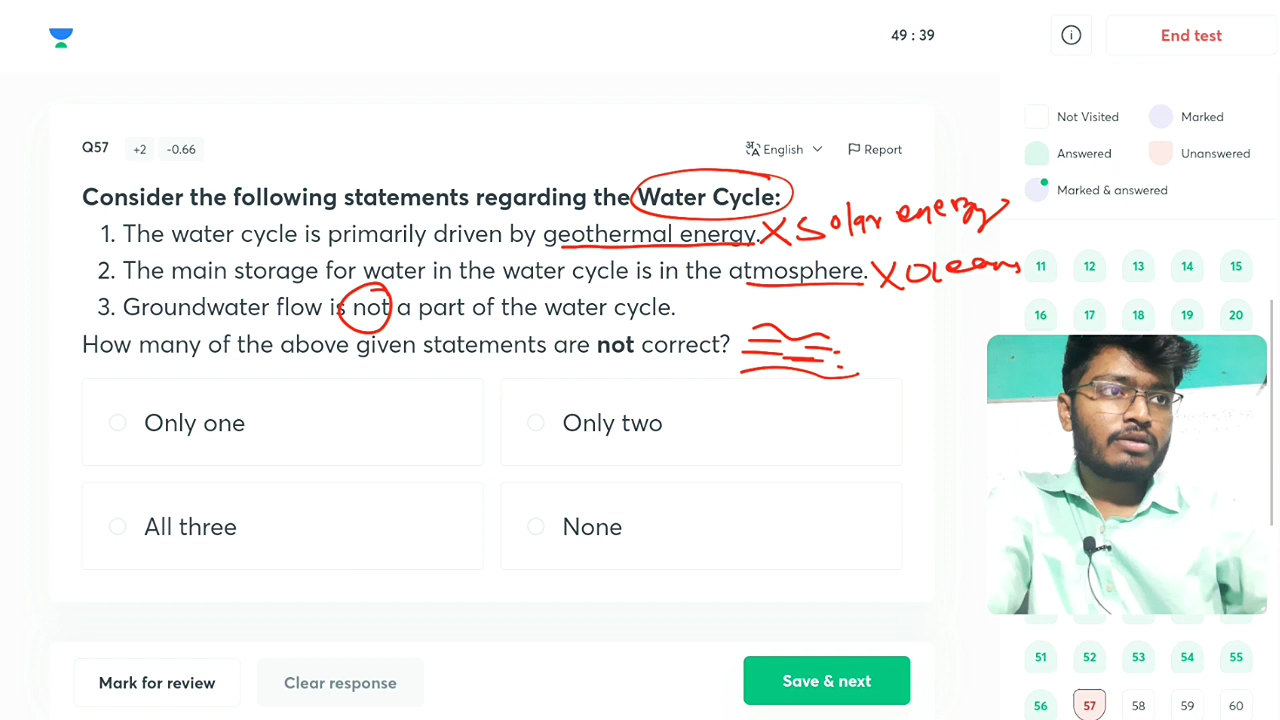 49 : 39
End test
Not Visited
Marked
Answered
Unanswered
Marked & answered
Q57
+2
-0.66
English
Report
Consider the following statements regarding the Water Cycle:
1. The water cycle is primarily driven by geothermal energy. X Solar energy
2. The main storage for water in the water cycle is in the atmosphere. X Oceans
3. Groundwater flow is not a part of the water cycle.
How many of the above given statements are not correct?
Only one
Only two
All three
None
11 12 13 14 15
16 17 18 19 20
51 52 53 54 55
56 57 58 59 60
Mark for review
Clear response
Save & next